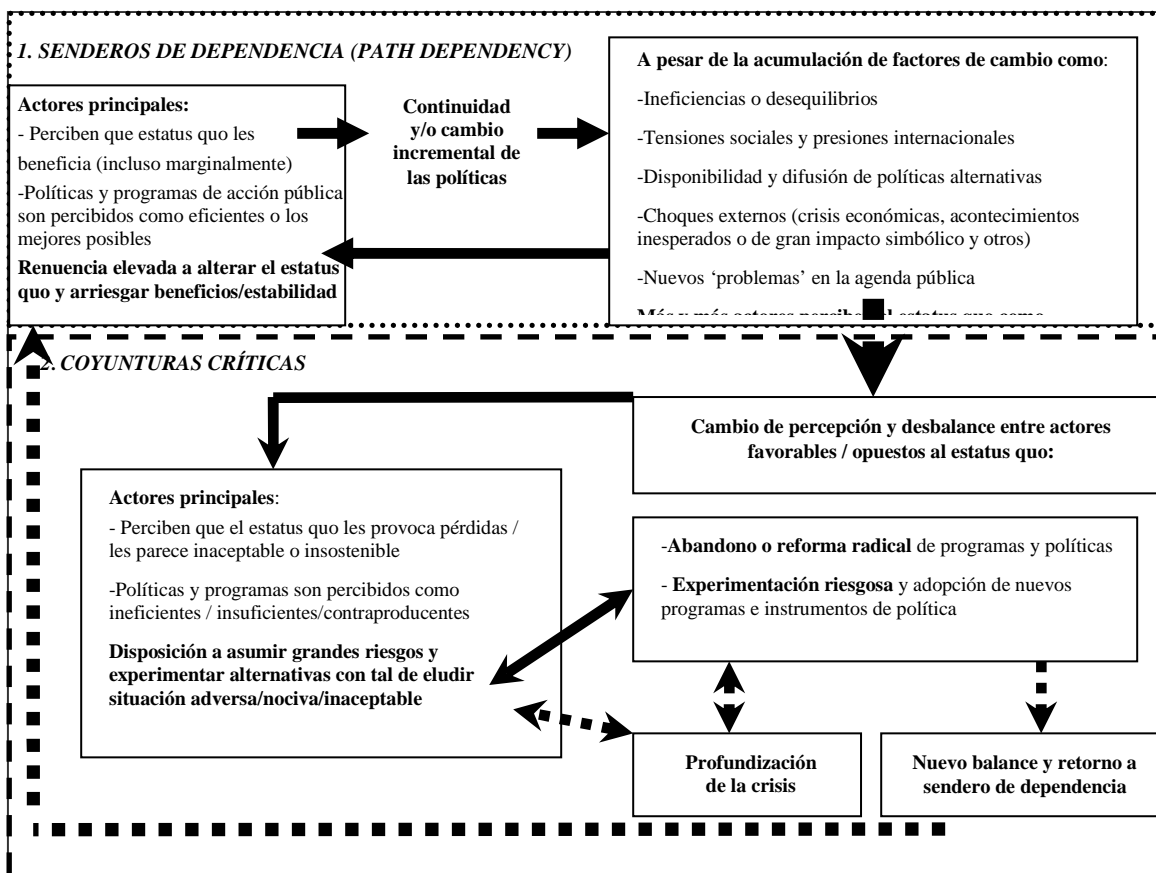 1. SENDEROS DE DEPENDENCIA (PATH DEPENDENCY)
Actores principales:
- Perciben que estatus quo les
beneficia (incluso marginalmente)
-Políticas y programas de acción pública
son percibidos como eficientes o los
mejores posibles
Renuencia elevada a alterar el estatus
quo y arriesgar beneficios/estabilidad
Continuidad
y/o cambio
incremental de
las políticas
A pesar de la acumulación de factores de cambio como:
-Ineficiencias o desequilibrios
-Tensiones sociales y presiones internacionales
-Disponibilidad y difusión de políticas alternativas
-Choques externos (crisis económicas, acontecimientos
inesperados o de gran impacto simbólico y otros)
-Nuevos ‘problemas’ en la agenda pública
Más y más actores estatus quo como
2. COYUNTURAS CRÍTICAS
Cambio de percepción y desbalance entre actores
favorables / opuestos al estatus quo:
Actores principales:
- Perciben que el estatus quo les provoca pérdidas /
les parece inaceptable o insostenible
-Políticas y programas son percibidos como
ineficientes / insuficientes/contraproducentes
Disposición a asumir grandes riesgos y
experimentar alternativas con tal de eludir
situación adversa/nociva/inaceptable
-Abandono o reforma radical de programas y políticas
- Experimentación riesgosa y adopción de nuevos
programas e instrumentos de política
Profundización
de la crisis
Nuevo balance y retorno a
sendero de dependencia